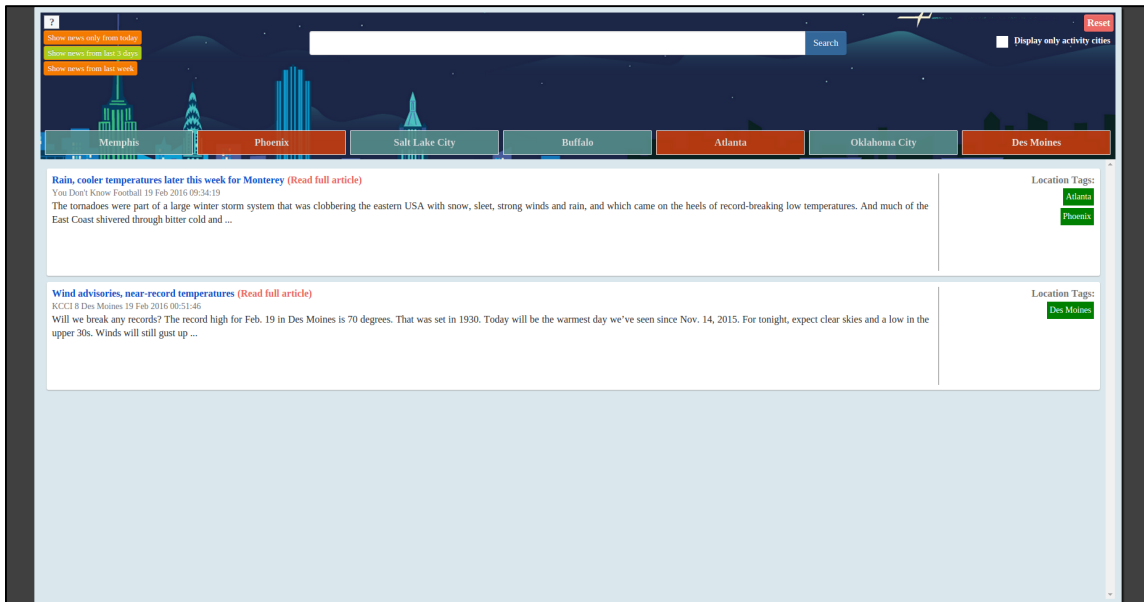 ?
Reset
Show news only from today
Show news from last 3 days
Show news from last week
Search
Display only activity cities
Memphis
Phoenix
Salt Lake City
Buffalo
Atlanta
Oklahoma City
Des Moines
Rain, cooler temperatures later this week for Monterey (Read full article)
You Don't Know Football 19 Feb 2016 09:34:19
The tornadoes were part of a large winter storm system that was clobbering the eastern USA with snow, sleet, strong winds and rain, and which came on the heels of record-breaking low temperatures. And much of the
East Coast shivered through bitter cold and ...
Location Tags:
Atlanta
Phoenix
Wind advisories, near-record temperatures (Read full article)
KCCI 8 Des Moines 19 Feb 2016 00:51:46
Will we break any records? The record high for Feb. 19 in Des Moines is 70 degrees. That was set in 1930. Today will be the warmest day we've seen since Nov. 14, 2015. For tonight, expect clear skies and a low in the
upper 30s. Winds will still gust up ...
Location Tags:
Des Moines